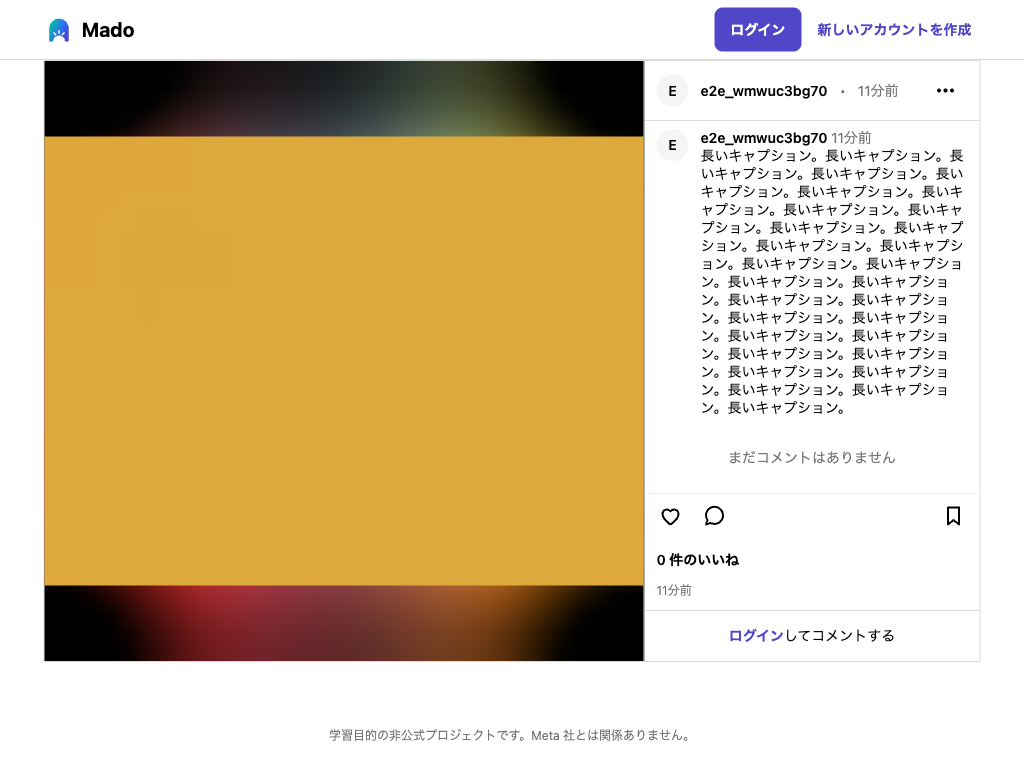 Mado
ログイン
新しいアカウントを作成
E
e2e_wmwuc3bg70 • 11分前
E
e2e_wmwuc3bg70 11分前
長いキャプション。長いキャプション。長
いキャプション。長いキャプション。長い
キャプション。長いキャプション。長いキ
ャプション。長いキャプション。長いキャ
プション。長いキャプション。長いキャプ
ション。長いキャプション。長いキャプシ
ョン。長いキャプション。長いキャプショ
ン。長いキャプション。長いキャプショ
ン。長いキャプション。長いキャプショ
ン。長いキャプション。長いキャプショ
ン。長いキャプション。長いキャプショ
ン。長いキャプション。長いキャプショ
ン。長いキャプション。長いキャプショ
ン。長いキャプション。長いキャプショ
ン。長いキャプション。
まだコメントはありません
0 件のいいね
11分前
ログインしてコメントする
学習目的の非公式プロジェクトです。Meta 社とは関係ありません。